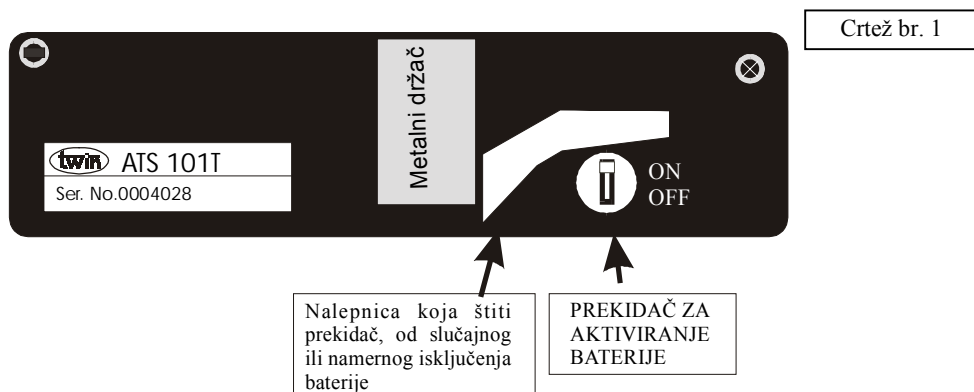 Crtež br. 1
Metalni držač
twin ATS 101T
Ser. No.0004028
ON
OFF
Nalepnica koja štiti
prekidač, od slučajnog
ili namernog isključenja
baterije
PREKIDAČ ZA
AKTIVIRANJE
BATERIJE